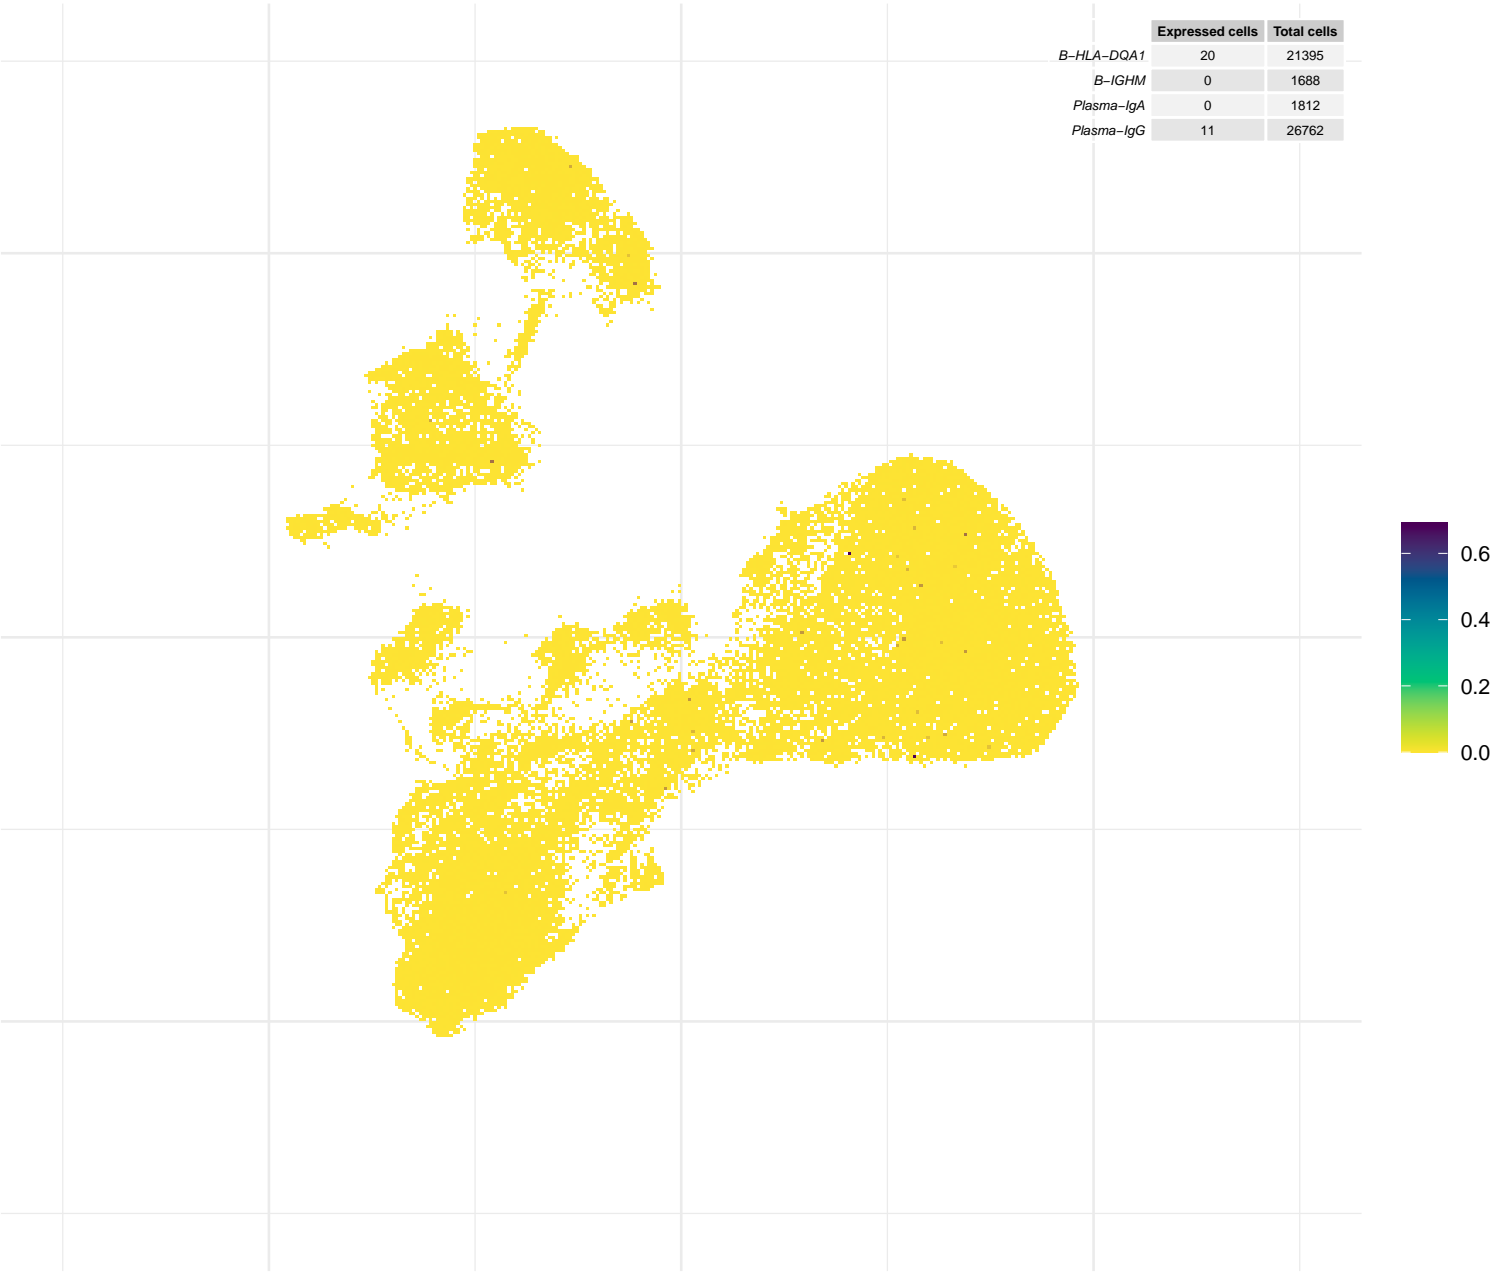 Expressed cells Total cells
B−HLA−DQA1 20 21395
B−IGHM 0 1688
Plasma−IgA 0 1812
Plasma−IgG 11 26762
0.6
0.4
0.2
0.0